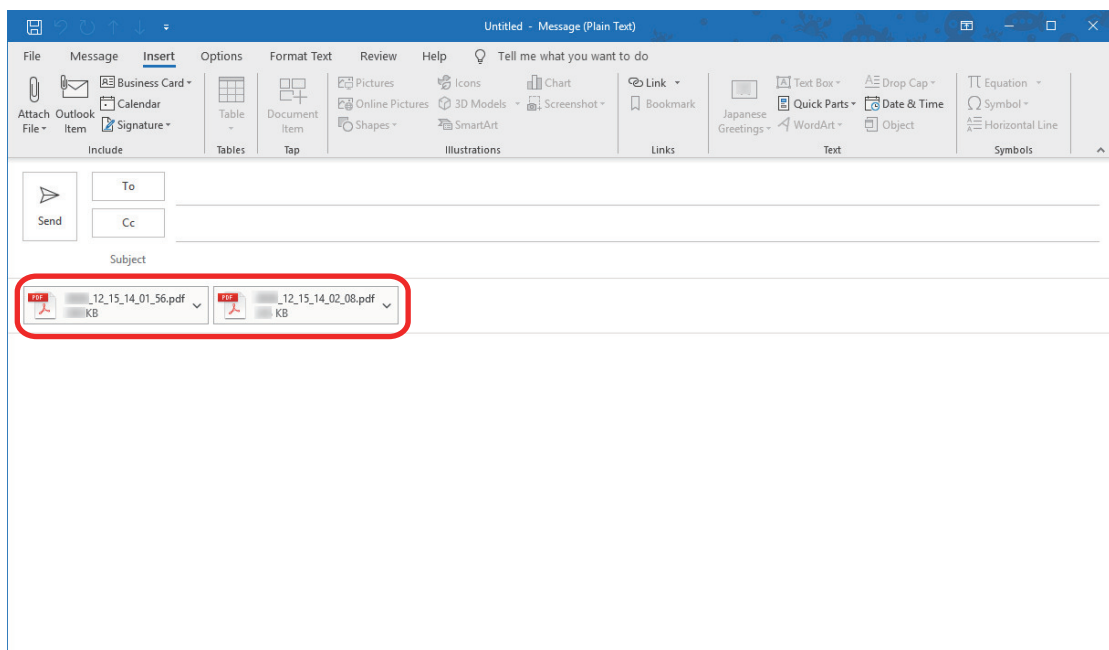 Untitled - Message (Plain Text)
File Message Insert Options Format Text Review Help Tell me what you want to do
Attach File
Outlook Item
Business Card
Calendar
Signature
Include
Table
Tables
Document Item
Tap
Pictures
Online Pictures
Shapes
Icons
3D Models
SmartArt
Chart
Screenshot
Illustrations
Link
Bookmark
Links
Japanese Greetings
Text Box
Quick Parts
WordArt
Drop Cap
Date & Time
Object
Text
Equation
Symbol
Horizontal Line
Symbols
Send
To
Cc
Subject
PDF _12_15_14_01_56.pdf
KB
PDF _12_15_14_02_08.pdf
KB